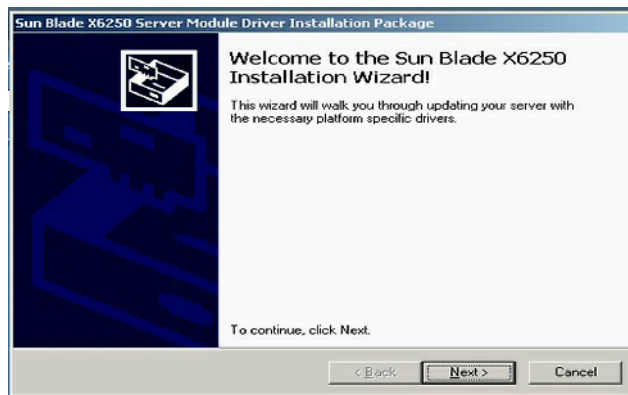 Sun Blade X6250 Server Module Driver Installation Package
Welcome to the Sun Blade X6250
Installation Wizard!
This wizard will walk you through updating your server with
the necessary platform specific drivers.
To continue, click Next.
< Back
Next >
Cancel